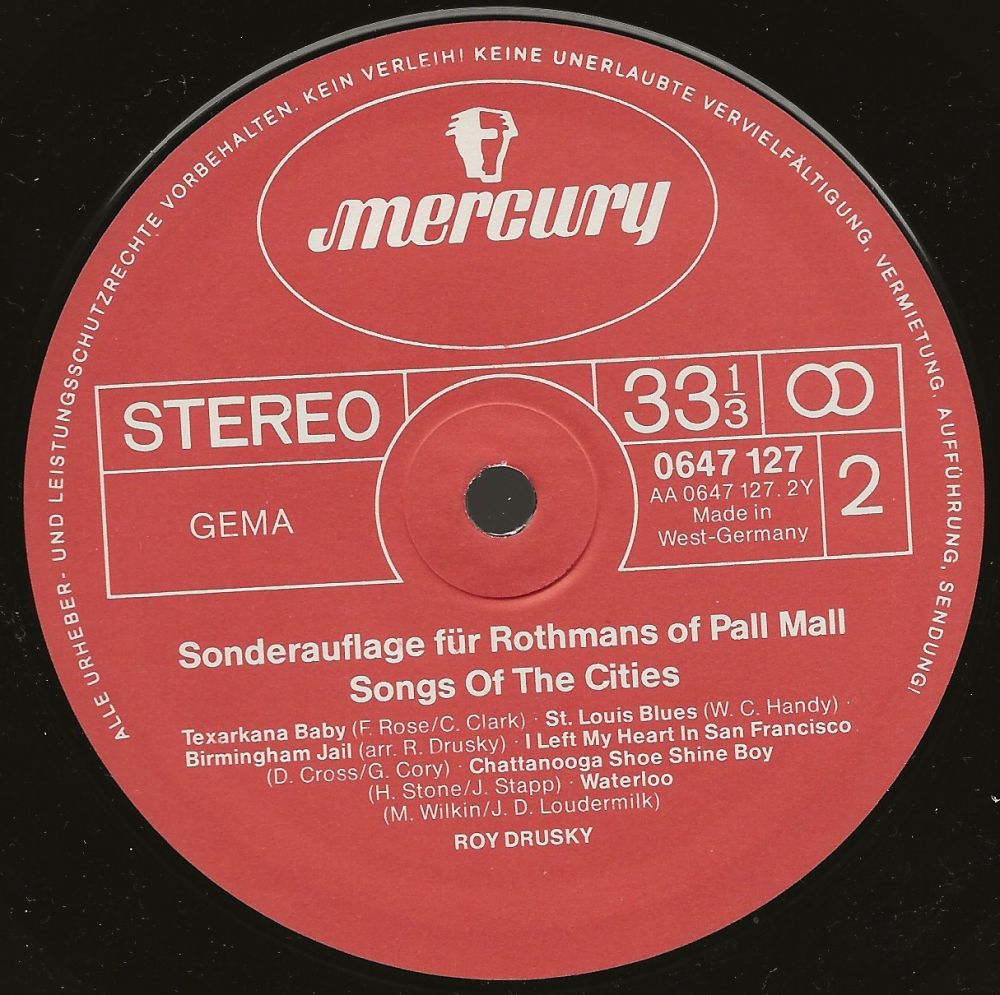 ALLE URHEBER- UND LEISTUNGSSCHUTZRECHTE VORBEHALTEN. KEIN VERLEIH! KEINE UNERLAUBTE VERVIELFÄLTIGUNG, VERMIETUNG, AUFFÜHRUNG, SENDUNG!
mercury
STEREO
GEMA
33 1/3
0647 127
AA 0647 127. 2Y
Made in
West-Germany
2
Sonderauflage für Rothmans of Pall Mall
Songs Of The Cities
Texarkana Baby (F. Rose/C. Clark) · St. Louis Blues (W. C. Handy) ·
Birmingham Jail (arr. R. Drusky) · I Left My Heart In San Francisco
(D. Cross/G. Cory) · Chattanooga Shoe Shine Boy
(H. Stone/J. Stapp) · Waterloo
(M. Wilkin/J. D. Loudermilk)
ROY DRUSKY